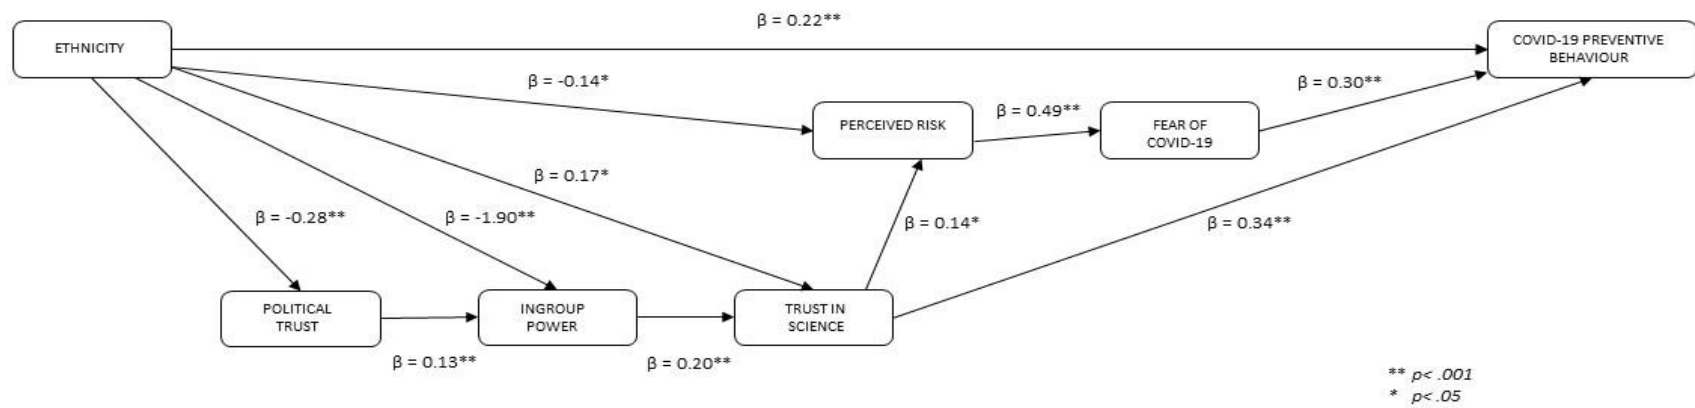 β = 0.22**
ETHNICITY
COVID-19 PREVENTIVE
BEHAVIOUR
β = -0.14*
β = 0.30**
PERCEIVED RISK
β = 0.49**
FEAR OF
COVID-19
β = 0.17*
β = -0.28**
β = -1.90**
β = 0.14*
β = 0.34**
POLITICAL
TRUST
INGROUP
POWER
TRUST IN
SCIENCE
β = 0.13**
β = 0.20**
** p< .001
* p< .05